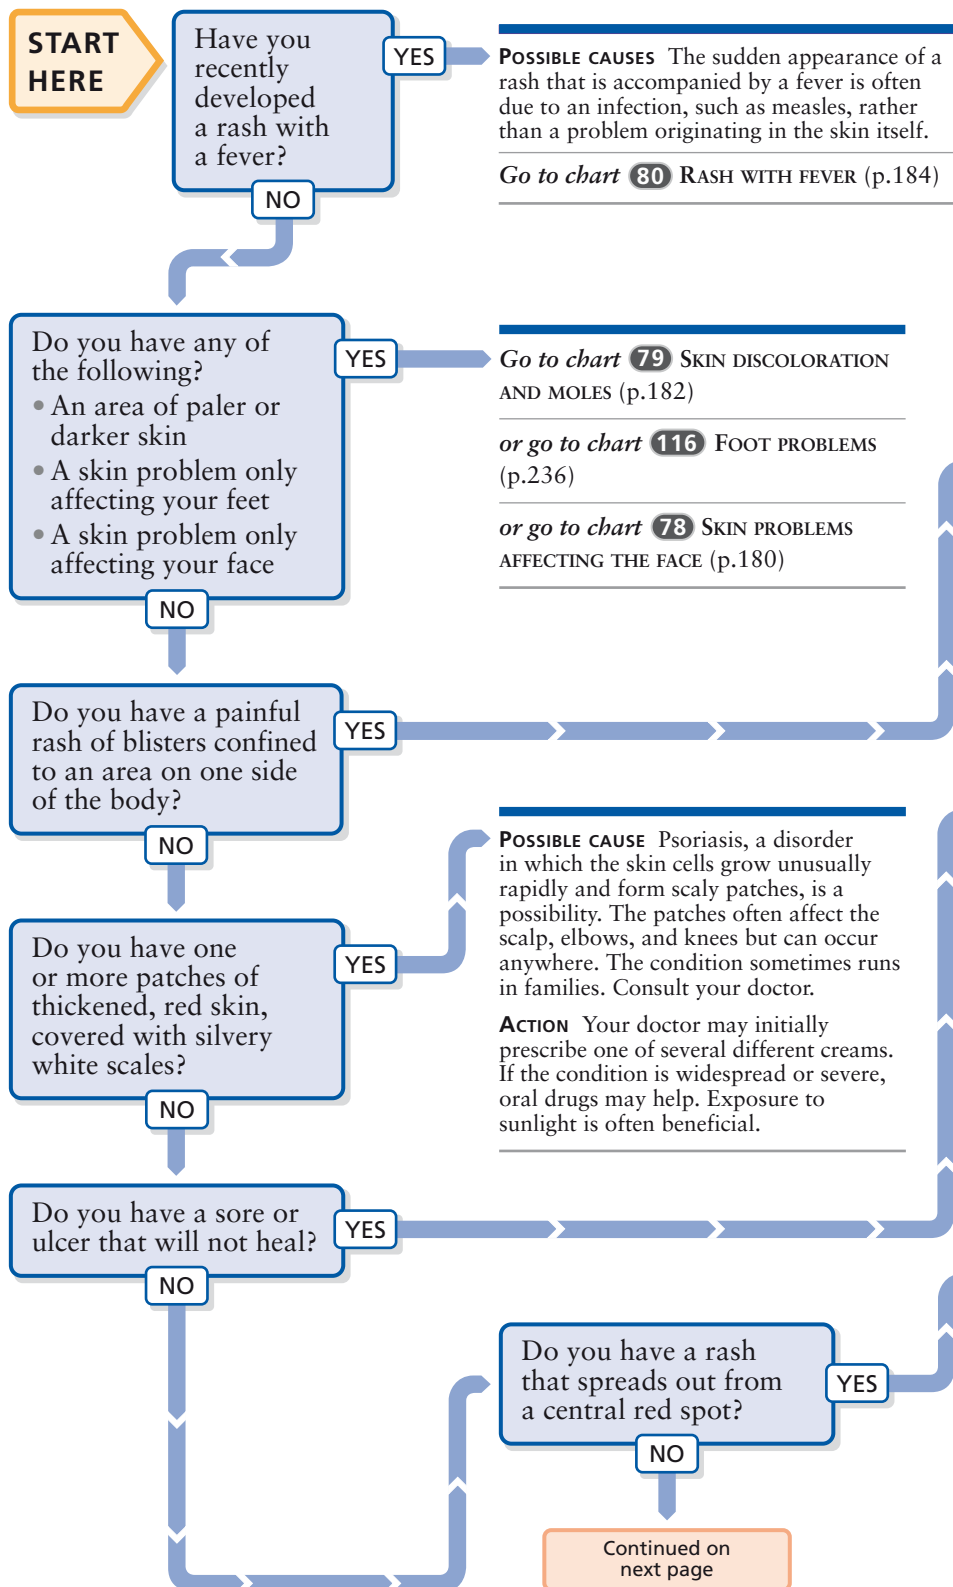 START
HERE
Have you
recently
developed
a rash with
a fever?
YES
NO
POSSIBLE CAUSES The sudden appearance of a
rash that is accompanied by a fever is often
due to an infection, such as measles, rather
than a problem originating in the skin itself.
Go to chart 80 RASH WITH FEVER (p.184)
Do you have any of
the following?
• An area of paler or
darker skin
• A skin problem only
affecting your feet
• A skin problem only
affecting your face
YES
NO
Go to chart 79 SKIN DISCOLORATION
AND MOLES (p.182)
or go to chart 116 FOOT PROBLEMS
(p.236)
or go to chart 78 SKIN PROBLEMS
AFFECTING THE FACE (p.180)
Do you have a painful
rash of blisters confined
to an area on one side
of the body?
YES
NO
Do you have one
or more patches of
thickened, red skin,
covered with silvery
white scales?
YES
NO
POSSIBLE CAUSE Psoriasis, a disorder
in which the skin cells grow unusually
rapidly and form scaly patches, is a
possibility. The patches often affect the
scalp, elbows, and knees but can occur
anywhere. The condition sometimes runs
in families. Consult your doctor.
ACTION Your doctor may initially
prescribe one of several different creams.
If the condition is widespread or severe,
oral drugs may help. Exposure to
sunlight is often beneficial.
Do you have a sore or
ulcer that will not heal?
YES
NO
Do you have a rash
that spreads out from
a central red spot?
YES
NO
Continued on
next page